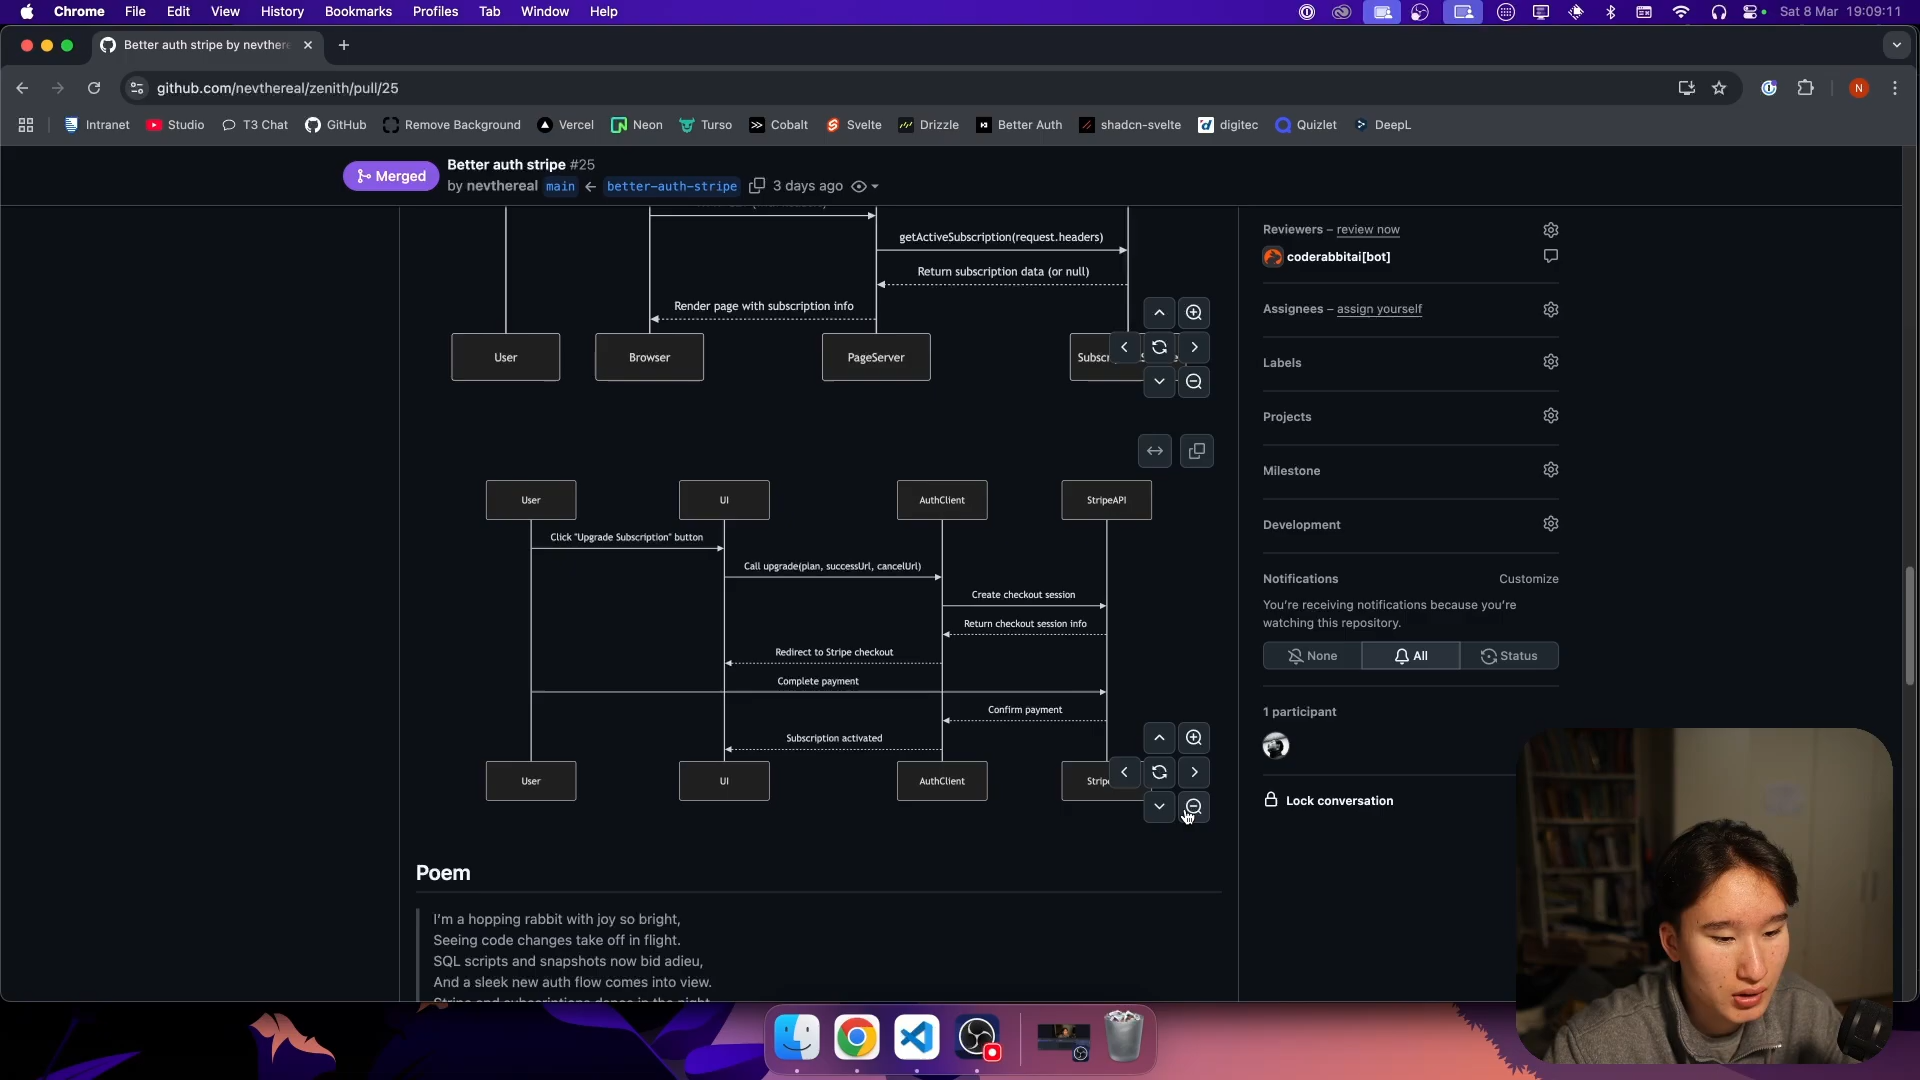 Chrome File Edit View History Bookmarks Profiles Tab Window Help
Sat 8 Mar 19:09:11
Better auth stripe by nevthere
github.com/nevthereal/zenith/pull/25
N
Intranet Studio T3 Chat GitHub Remove Background Vercel Neon Turso Cobalt Svelte Drizzle Better Auth shadcn-svelte digitec Quizlet DeepL
Merged
Better auth stripe #25
by nevthereal main ← better-auth-stripe 3 days ago
getActiveSubscription(request.headers)
Return subscription data (or null)
Render page with subscription info
User
Browser
PageServer
User
UI
AuthClient
StripeAPI
Click "Upgrade Subscription" button
Call upgrade(plan, successUrl, cancelUrl)
Create checkout session
Return checkout session info
Redirect to Stripe checkout
Complete payment
Confirm payment
Subscription activated
User
UI
AuthClient
Poem
I'm a hopping rabbit with joy so bright,
Seeing code changes take off in flight.
SQL scripts and snapshots now bid adieu,
And a sleek new auth flow comes into view.
Stripe and subscriptions dance in the night
Reviewers – review now
coderabbitai[bot]
Assignees – assign yourself
Labels
Projects
Milestone
Development
Notifications
Customize
You're receiving notifications because you're
watching this repository.
None
All
Status
1 participant
Lock conversation